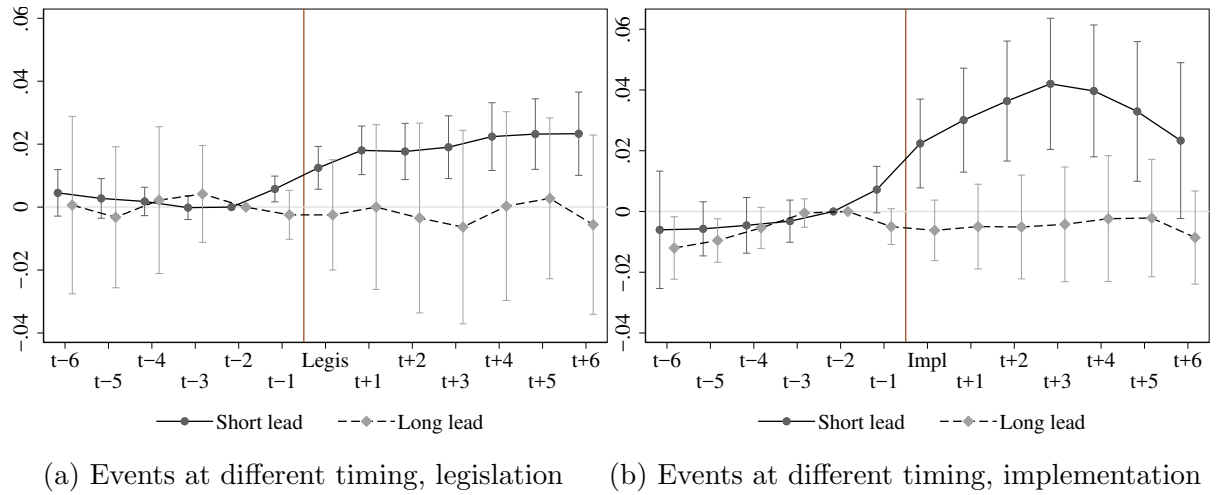 .06
.04
.02
0
-.02
-.04
t−6 t−4 t−2 Legis t+2 t+4 t+6
t−5 t−3 t−1 t+1 t+3 t+5
Short lead Long lead
(a) Events at different timing, legislation
.06
.04
.02
0
-.02
-.04
t−6 t−4 t−2 Impl t+2 t+4 t+6
t−5 t−3 t−1 t+1 t+3 t+5
Short lead Long lead
(b) Events at different timing, implementation